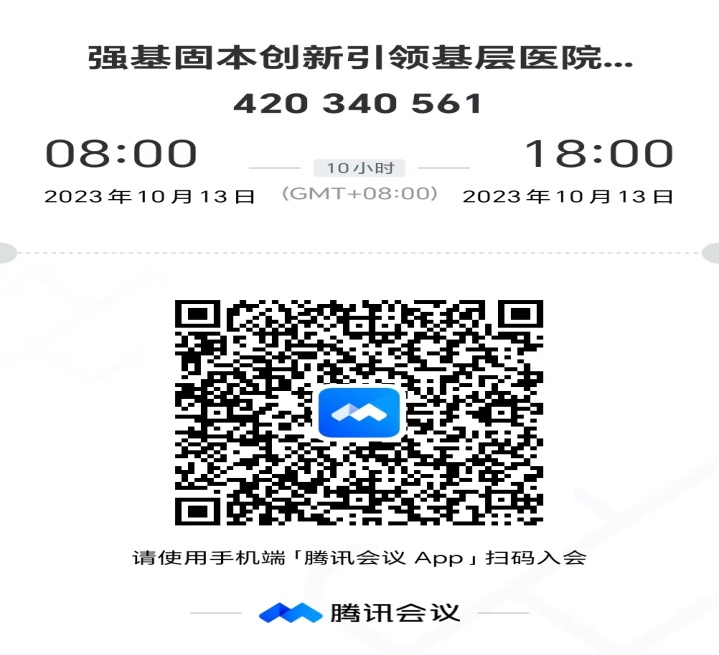 强基固本创新引领基层医院...
420 340 561
08:00 10小时 18:00
2023年10月13日 (GMT+08:00) 2023年10月13日
请使用手机端「腾讯会议 App」扫码入会
腾讯会议